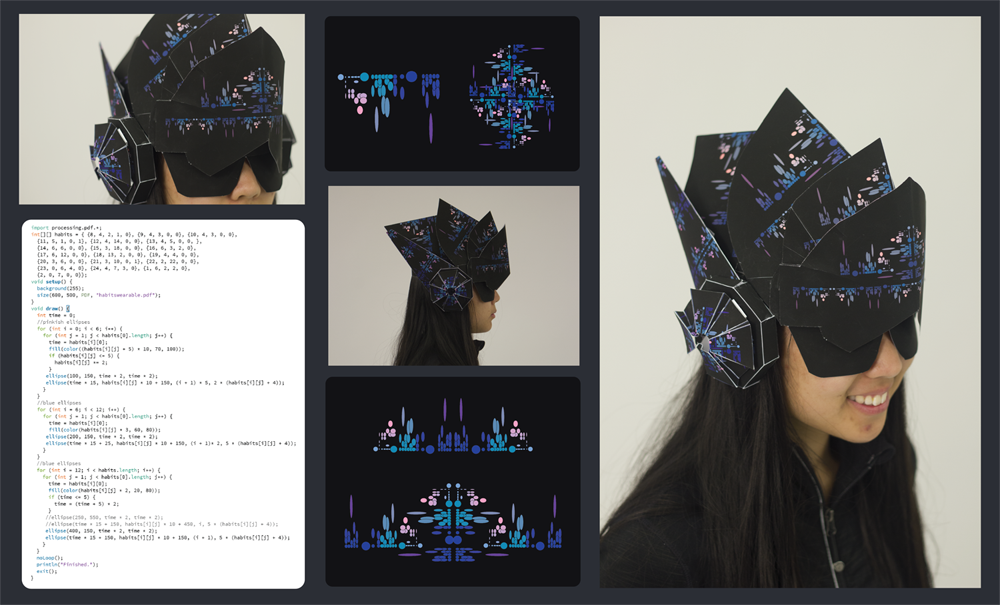 import processing.pdf.*;
int[][] habits = { {8, 4, 2, 1, 0}, {9, 4, 3, 0, 0}, {10, 4, 3, 8, 0},
{11, 5, 1, 0, 1}, {12, 4, 14, 0, 0}, {13, 4, 5, 0, 0, },
{14, 6, 6, 0, 0}, {15, 3, 18, 0, 0}, {16, 6, 3, 2, 0},
{17, 6, 12, 0, 0}, {18, 13, 2, 0, 0}, {19, 4, 4, 0, 0},
{20, 3, 6, 0, 0}, {21, 3, 10, 0, 1}, {22, 2, 22, 0, 0},
{23, 0, 6, 4, 0}, {24, 4, 7, 3, 0}, {1, 6, 2, 2, 0},
{2, 0, 7, 0, 0}};
void setup() {
background(255);
size(600, 500, PDF, "habitswearable.pdf");
}
void draw() {
int time = 0;
//pinkish ellipses
for (int i = 0; i < 6; i++) {
for (int j = 1; j < habits[0].length; j++) {
time = habits[i][0];
fill(color((habits[i][j] + 5) * 10, 70, 100));
if (habits[i][j] <= 5) {
habits[i][j] += 2;
}
ellipse(100, 150, time * 2, time * 2);
ellipse(time * 15, habits[i][j] * 10 + 150, (i + 1) * 5, 2 * (habits[i][j] + 4));
}
}
//blue ellipses
for (int i = 6; i < 12; i++) {
for (int j = 1; j < habits[0].length; j++) {
time = habits[i][0];
fill(color(habits[i][j] * 3, 60, 80));
ellipse(200, 150, time * 2, time * 2);
ellipse(time * 15 + 25, habits[i][j] * 10 + 150, (i + 1)* 2, 5 * (habits[i][j] + 4));
}
}
//blue ellipses
for (int i = 12; i < habits.length; i++) {
for (int j = 1; j < habits[0].length; j++) {
time = habits[i][0];
fill(color(habits[i][j] * 2, 20, 80));
if (time <= 5) {
time = (time + 5) * 2;
}
//ellipse(250, 550, time * 2, time * 2);
//ellipse(time * 25 + 150, habits[i][j] * 10 + 450, i, 5 * (habits[i][j] + 4));
ellipse(400, 150, time * 2, time * 2);
ellipse(time * 15 + 150, habits[i][j] * 10 + 150, (i + 1), 5 * (habits[i][j] + 4));
}
}
noLoop();
println("Finished.");
exit();
}